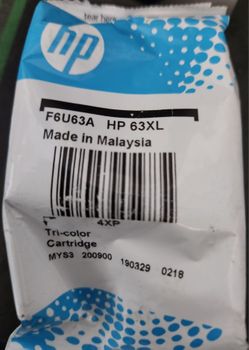 tear here
hp
F6U63A HP 63XL
Made in Malaysia
4XP
Tri-color
Cartridge
MYS3 200900 190329 0218